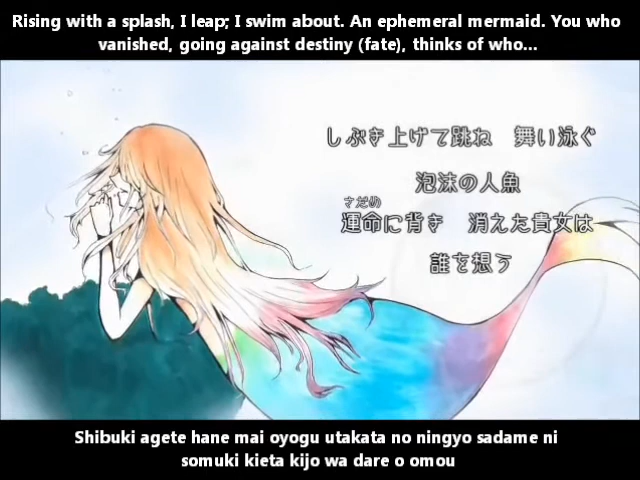 Rising with a splash, I leap; I swim about. An ephemeral mermaid. You who
vanished, going against destiny (fate), thinks of who...
しぶき上げて跳ね　舞い泳ぐ
泡沫の人魚
さだめ
運命に背き　消えた貴女は
誰を想う
Shibuki agete hane mai oyogu utakata no ningyo sadame ni
somuki kieta kijo wa dare o omou